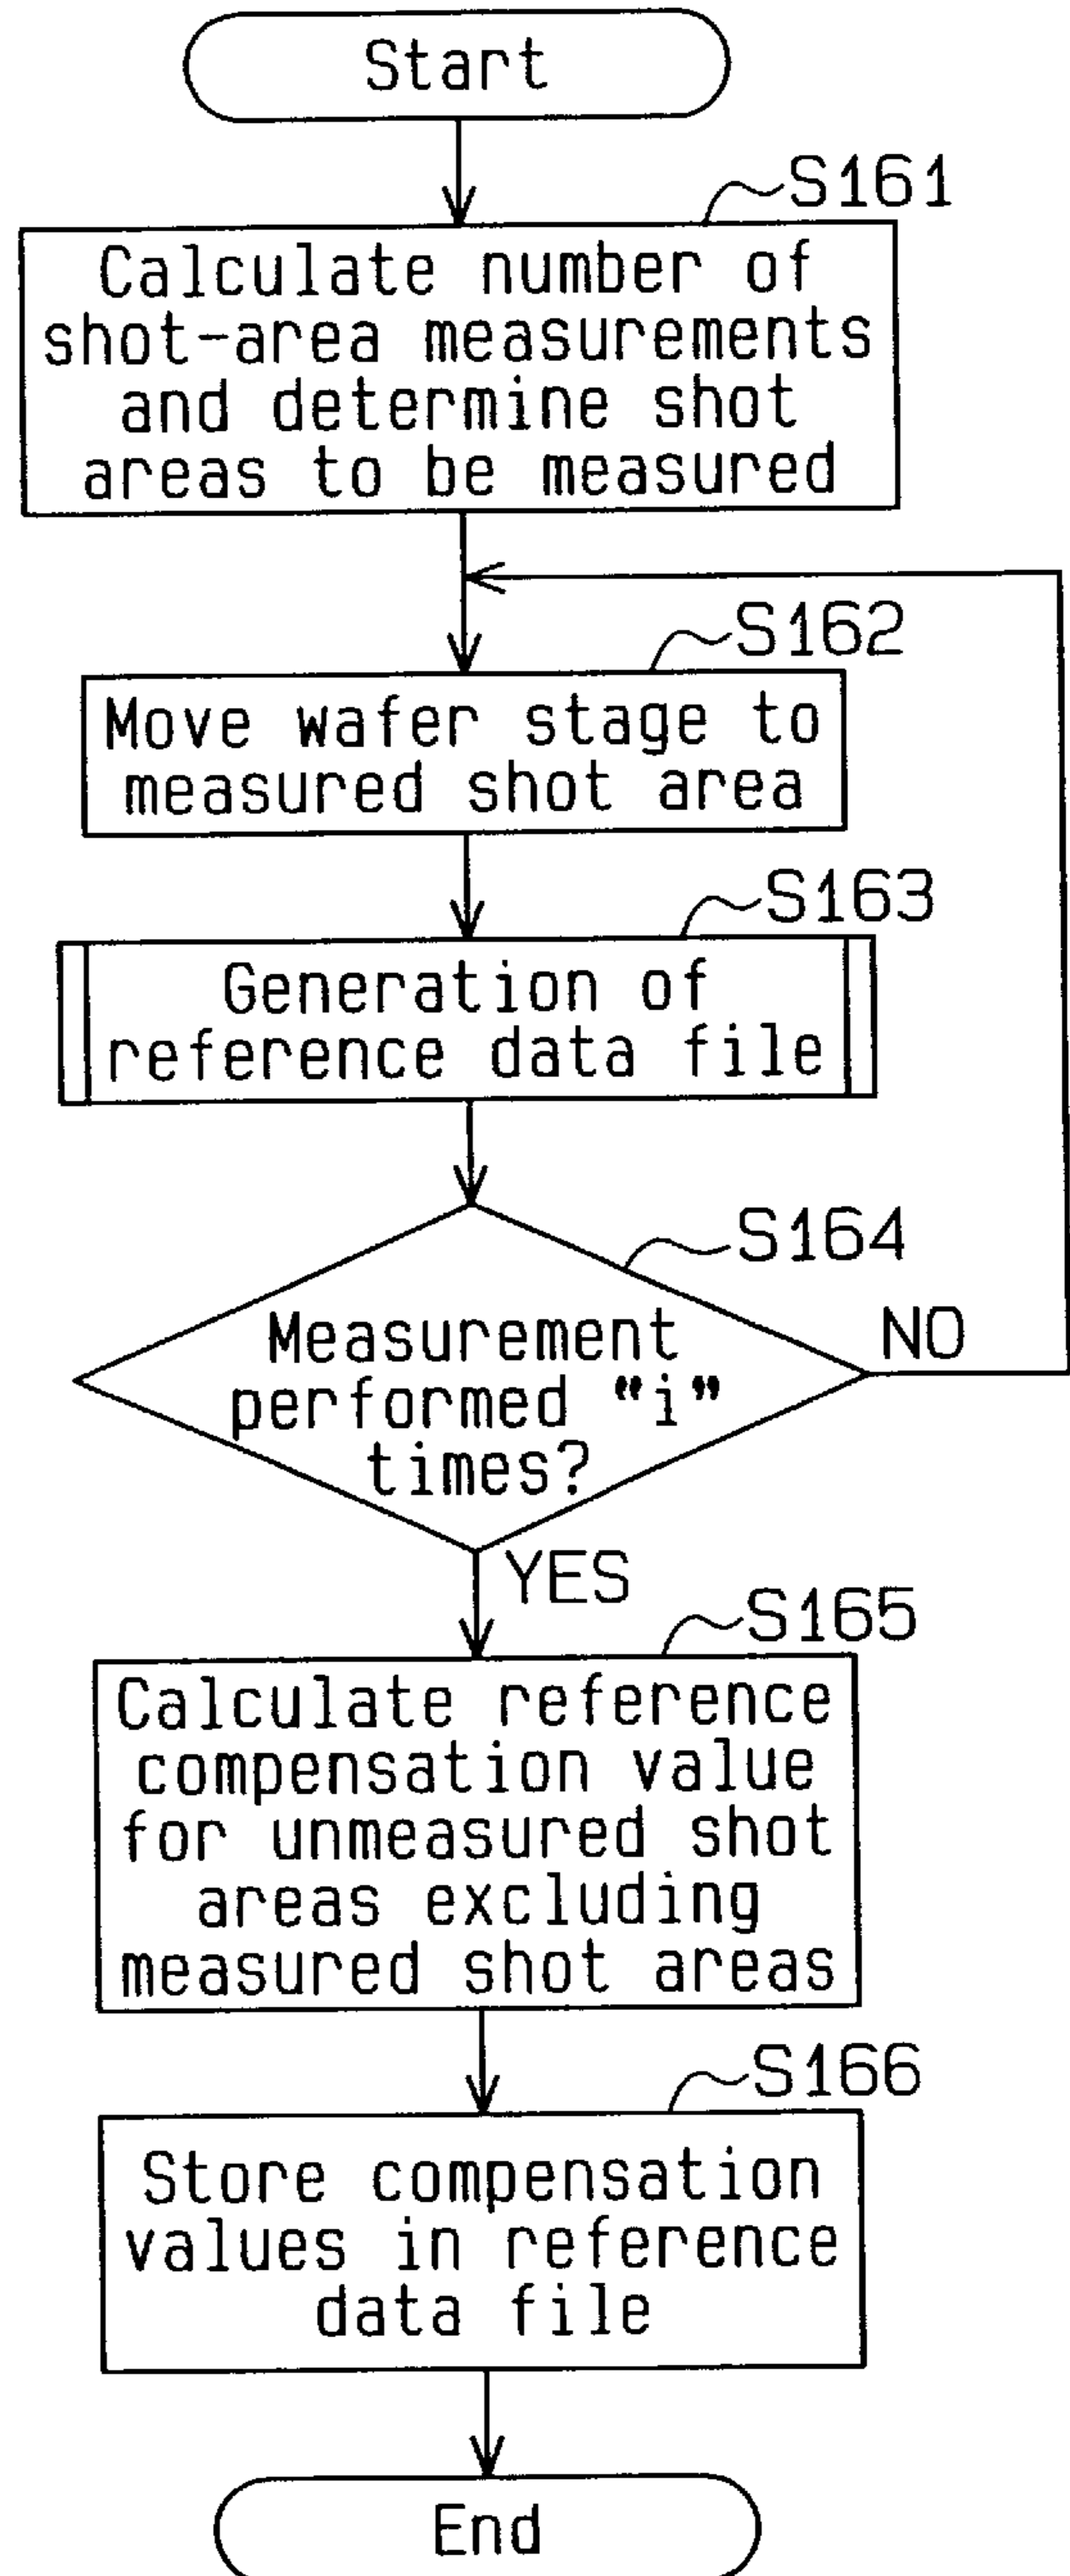 Start
S161
Calculate number of
shot-area measurements
and determine shot
areas to be measured
S162
Move wafer stage to
measured shot area
S163
Generation of
reference data file
S164
Measurement
performed "i"
times?
NO
YES
S165
Calculate reference
compensation value
for unmeasured shot
areas excluding
measured shot areas
S166
Store compensation
values in reference
data file
End